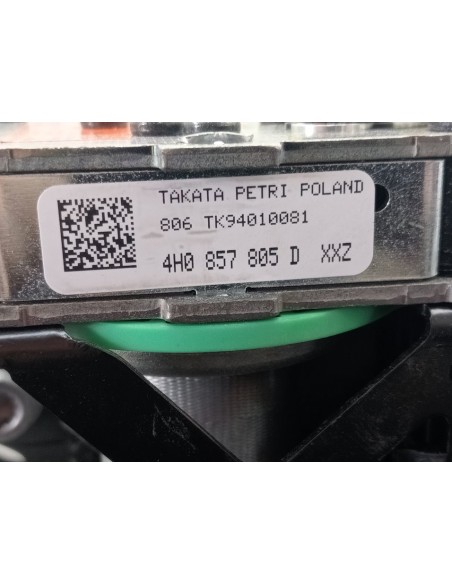 TAKATA PETRI POLAND
806 TK94010081
4H0 857 805 D XXZ